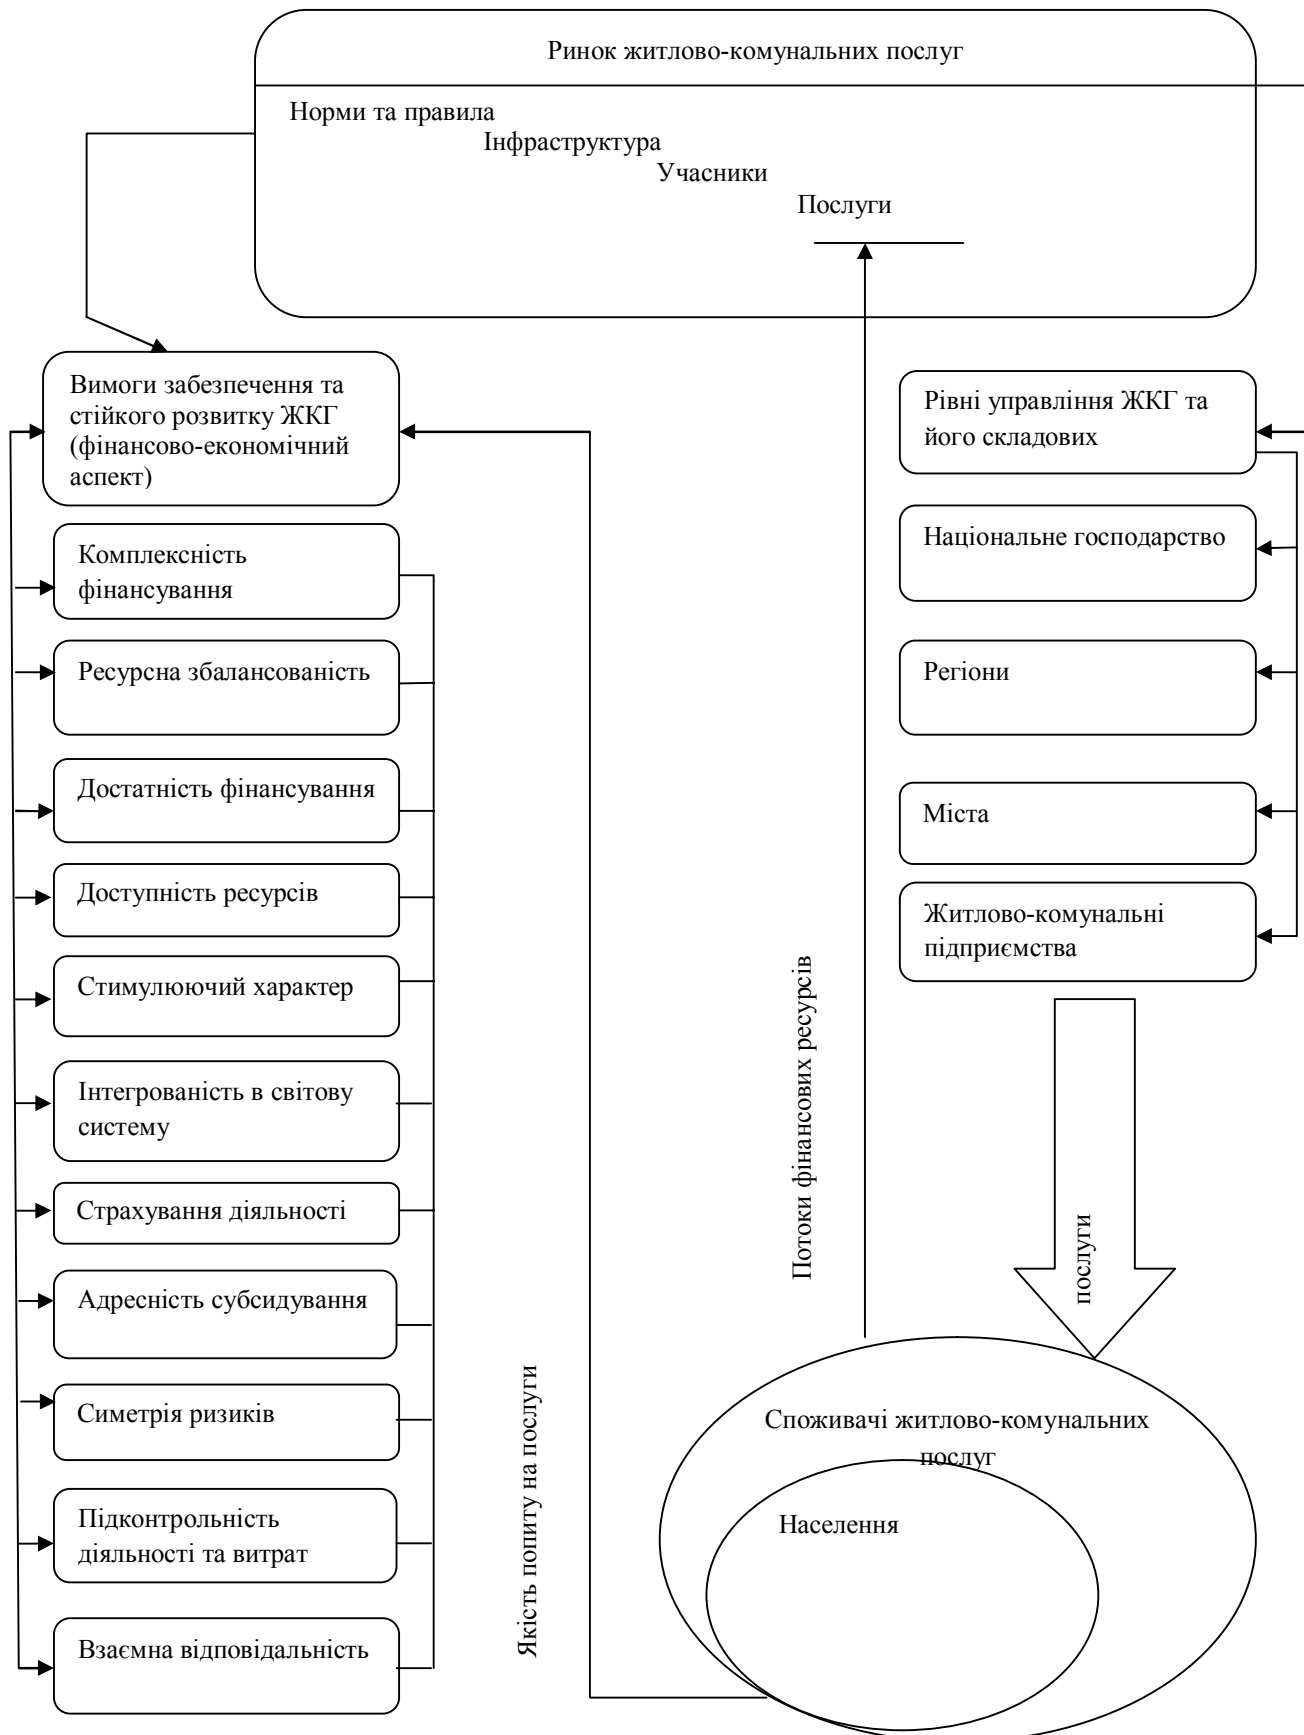 Ринок житлово-комунальних послуг
Норми та правила
Інфраструктура
Учасники
Послуги
Вимоги забезпечення та
стійкого розвитку ЖКГ
(фінансово-економічний
аспект)
Комплексність
фінансування
Ресурсна збалансованість
Достатність фінансування
Доступність ресурсів
Стимулюючий характер
Інтегрованість в світову
систему
Страхування діяльності
Адресність субсидування
Симетрія ризиків
Підконтрольність
діяльності та витрат
Взаємна відповідальність
Якість попиту на послуги
Потоки фінансових ресурсів
Рівні управління ЖКГ та
його складових
Національне господарство
Регіони
Міста
Житлово-комунальні
підприємства
послуги
Споживачі житлово-комунальних
послуг
Населення